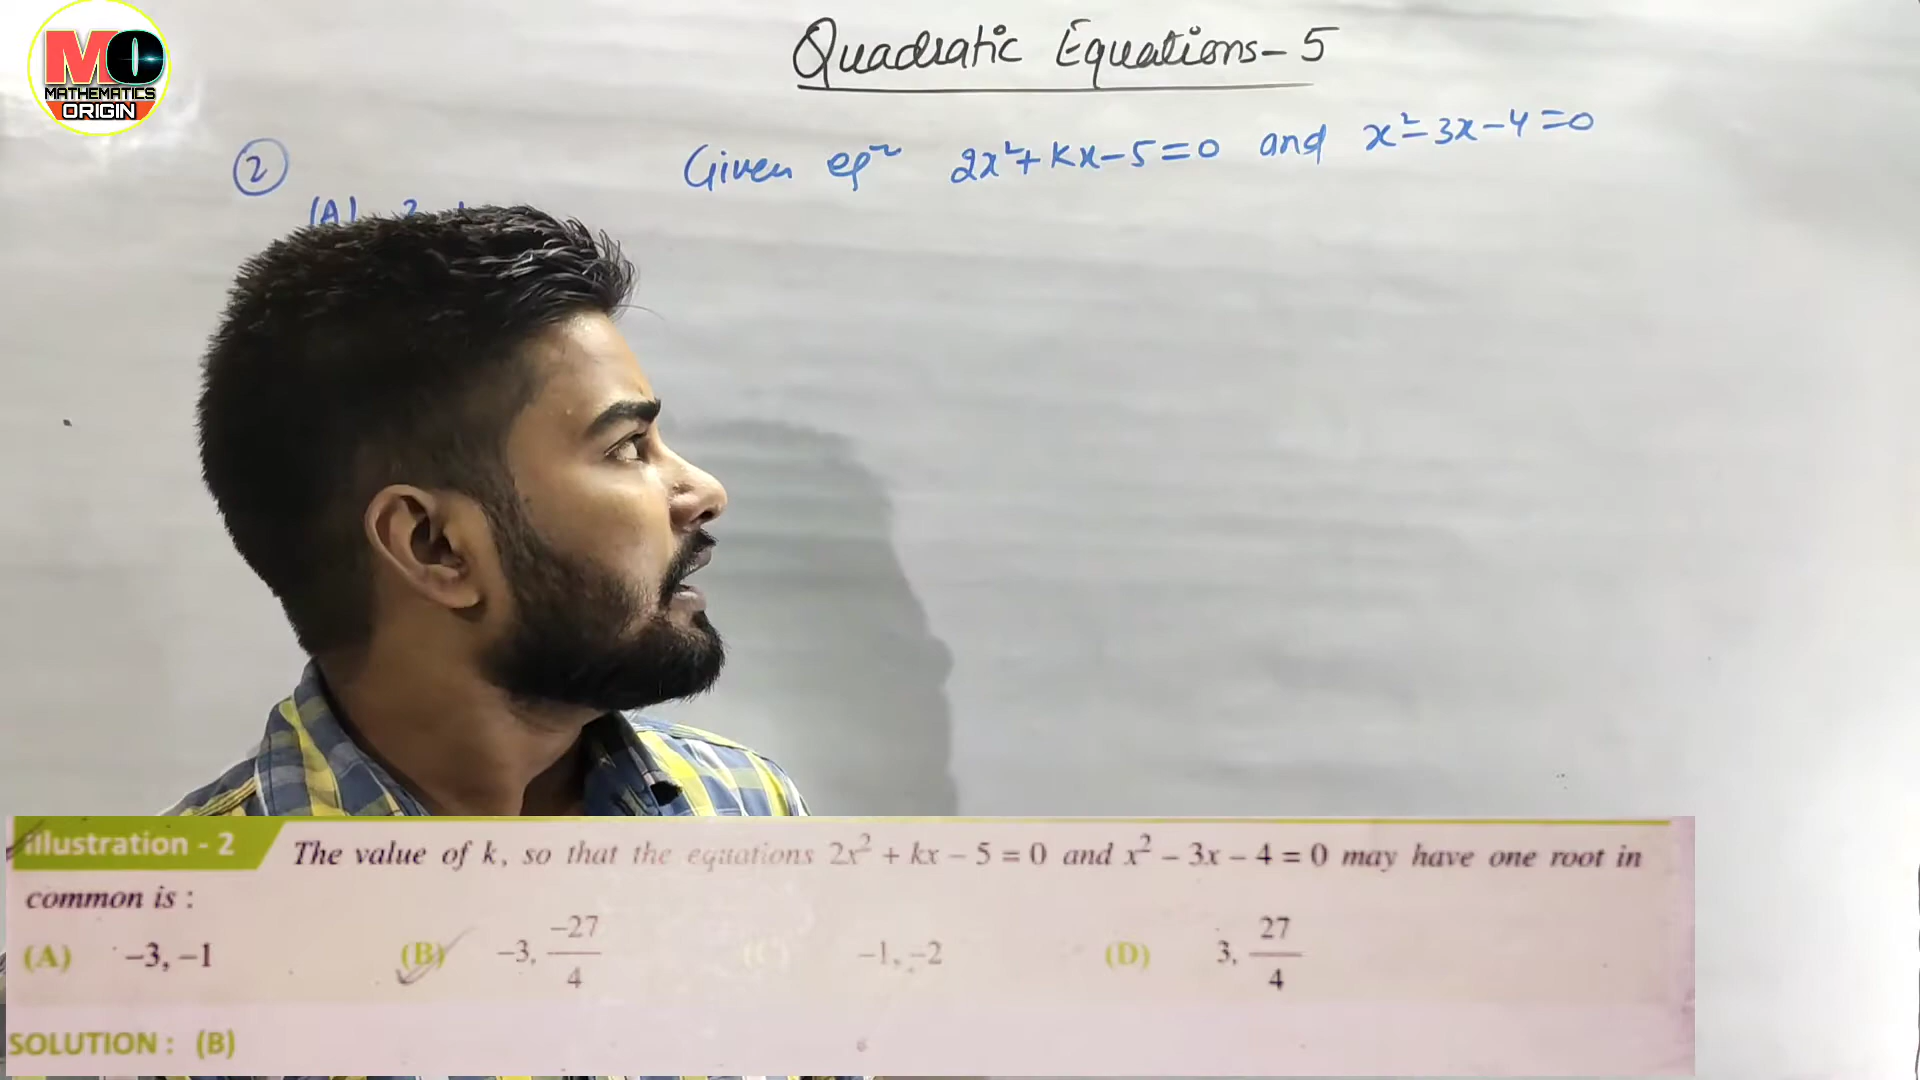 MO
MATHEMATICS
ORIGIN
Quadratic Equations-5
② Given eqⁿ 2x²+kx-5=0 and x²-3x-4=0
(A)
illustration - 2 The value of k, so that the equations 2x² + kx – 5 = 0 and x² – 3x – 4 = 0 may have one root in
common is :
(A) –3, –1 (B) –3, –27/4 (C) –1, –2 (D) 3, 27/4
SOLUTION : (B)